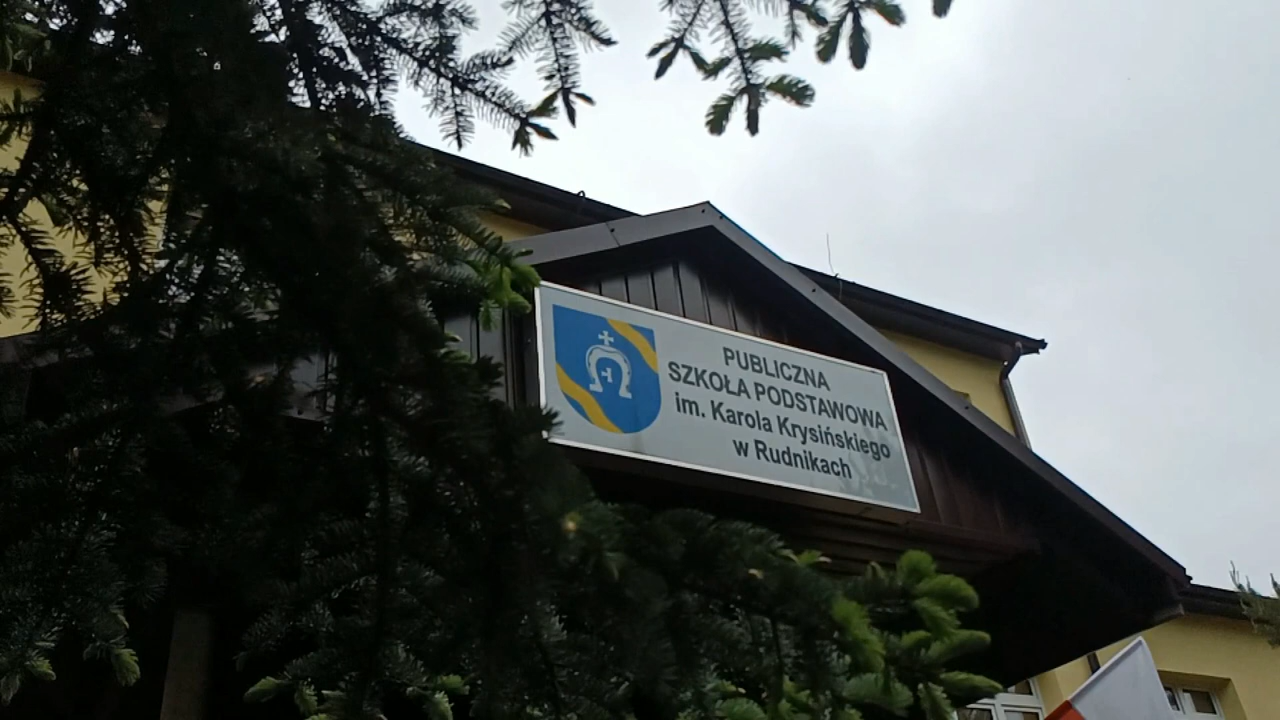 PUBLICZNA
SZKOŁA PODSTAWOWA
im. Karola Krysińskiego
w Rudnikach